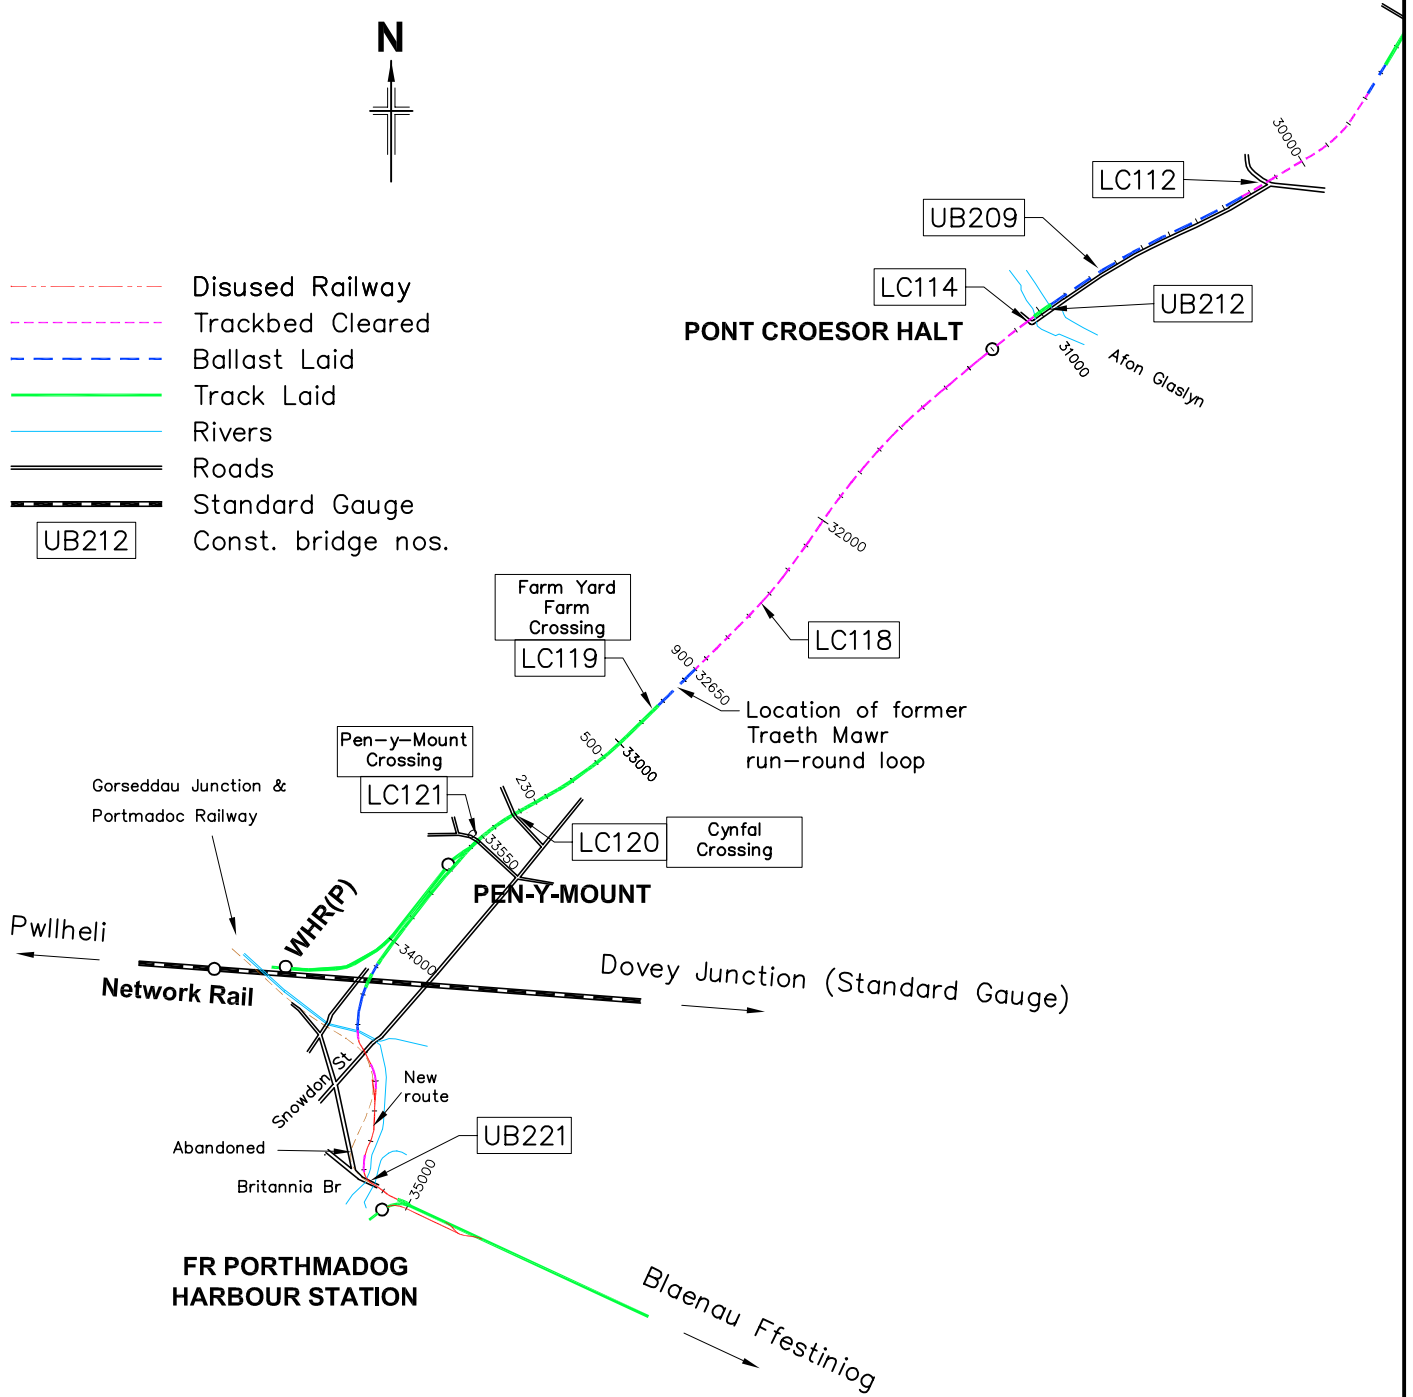 N
30000
LC112
UB209
LC114
UB212
PONT CROESOR HALT
31000
Afon Glaslyn
Disused Railway
Trackbed Cleared
Ballast Laid
Track Laid
Rivers
Roads
Standard Gauge
UB212
Const. bridge nos.
32000
Farm Yard
Farm
Crossing
LC119
LC118
900
32650
Location of former
Traeth Mawr
run-round loop
500
33000
Pen-y-Mount
Crossing
LC121
230
Gorseddau Junction &
Portmadoc Railway
LC120
Cynfal
Crossing
33550
PEN-Y-MOUNT
WHR(P)
Pwllheli
34000
Network Rail
Dovey Junction (Standard Gauge)
Snowdon St
New
route
UB221
Abandoned
Britannia Br
35000
FR PORTHMADOG
HARBOUR STATION
Blaenau Ffestiniog